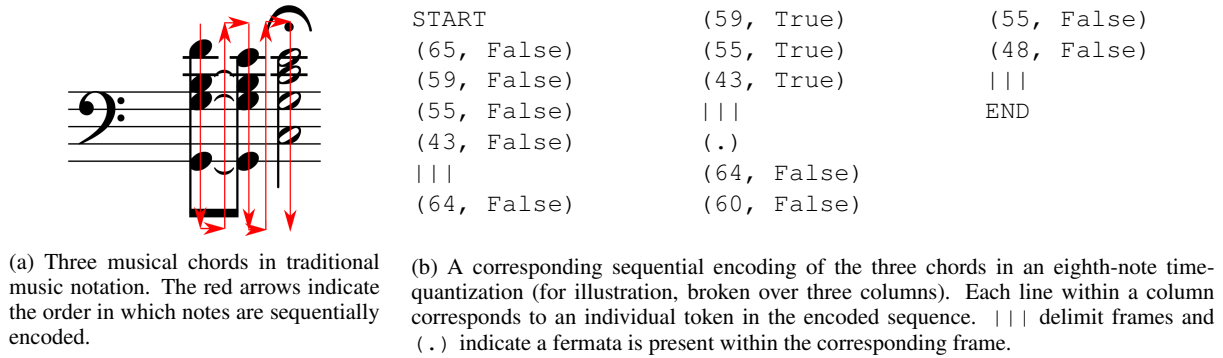 START
(65, False)
(59, False)
(55, False)
(43, False)
|||
(64, False)
(59, True)
(55, True)
(43, True)
|||
(.)
(64, False)
(60, False)
(55, False)
(48, False)
|||
END
(a) Three musical chords in traditional
music notation. The red arrows indicate
the order in which notes are sequentially
encoded.
(b) A corresponding sequential encoding of the three chords in an eighth-note time-
quantization (for illustration, broken over three columns). Each line within a column
corresponds to an individual token in the encoded sequence. ||| delimit frames and
(.) indicate a fermata is present within the corresponding frame.